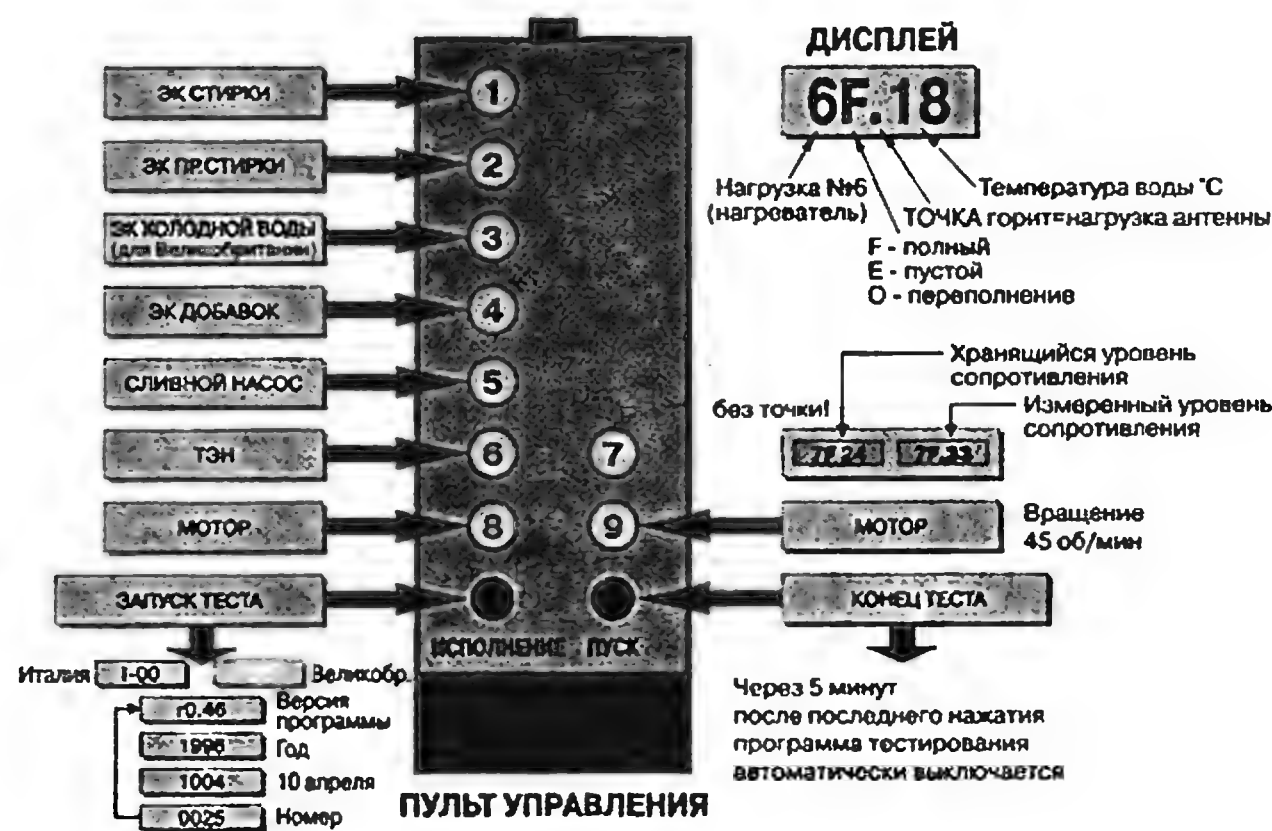 ДИСПЛЕЙ
6F.18
Нагрузка №6
(нагреватель)
Температура воды °C
ТОЧКА горит=нагрузка антенны
F - полный
E - пустой
O - переполнение
ЭК СТИРКИ
1
ЭК ПР.СТИРКИ
2
ЭК ХОЛОДНОЙ ВОДЫ
(для Великобритании)
3
ЭК ДОБАВОК
4
СЛИВНОЙ НАСОС
5
ТЭН
6
7
МОТОР
8
9
ЗАПУСК ТЕСТА
ИСПОЛНЕНИЕ ПУСК
Хранящийся уровень
сопротивления
без точки!
Измеренный уровень
сопротивления
МОТОР
Вращение
45 об/мин
КОНЕЦ ТЕСТА
Италия 1-00
Великобр.
r0.46
Версия
программы
1996 Год
1004 10 апреля
0025 Номер
Через 5 минут
после последнего нажатия
программа тестирования
автоматически выключается
ПУЛЬТ УПРАВЛЕНИЯ